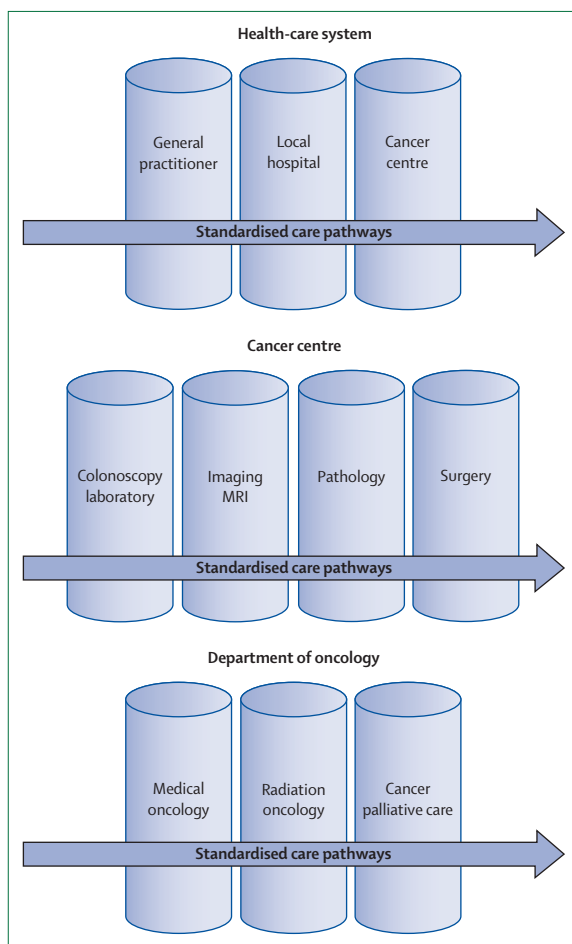 Health-care system
General
practitioner
Local
hospital
Cancer
centre
Standardised care pathways
Cancer centre
Colonoscopy
laboratory
Imaging
MRI
Pathology
Surgery
Standardised care pathways
Department of oncology
Medical
oncology
Radiation
oncology
Cancer
palliative care
Standardised care pathways